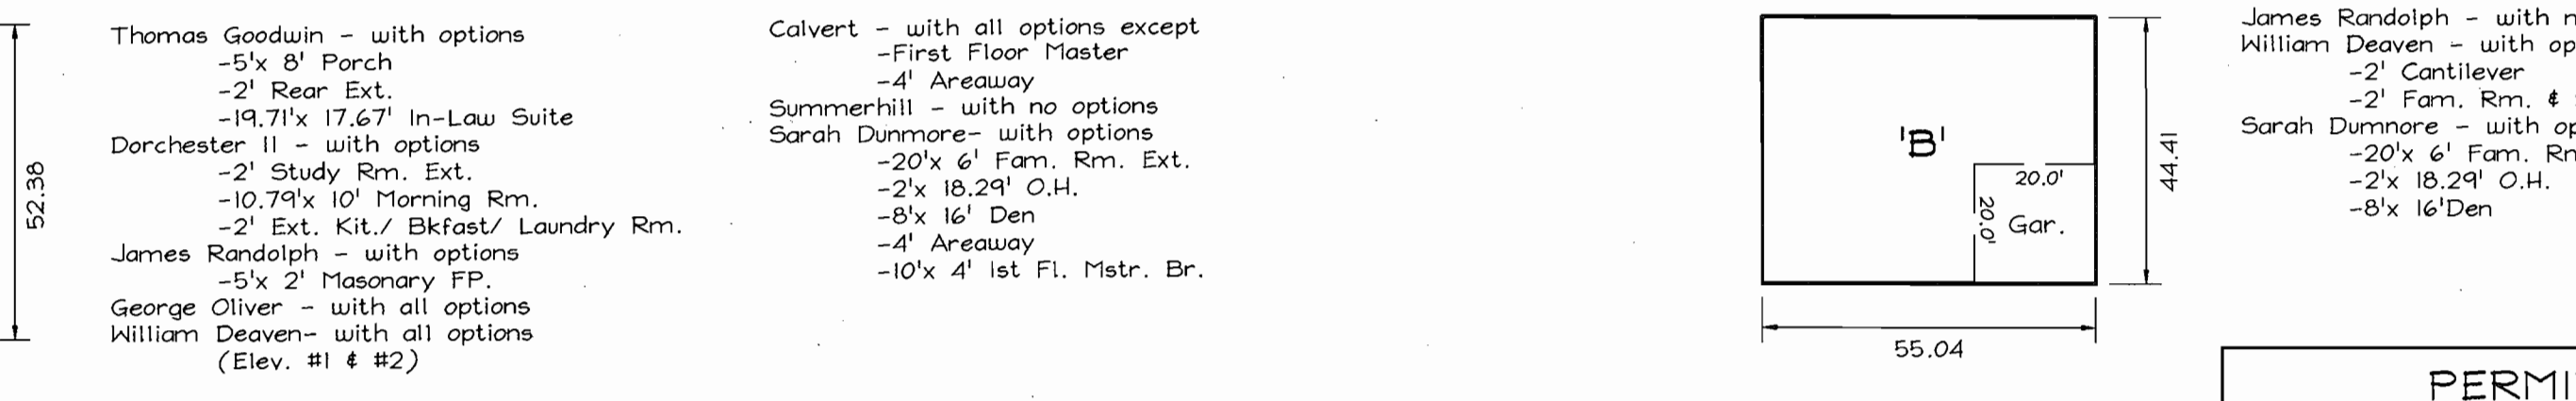 52.38
Thomas Goodwin - with options
-5'x 8' Porch
-2' Rear Ext.
-19.71'x 17.67' In-Law Suite
Dorchester II - with options
-2' Study Rm. Ext.
-10.79'x 10' Morning Rm.
-2' Ext. Kit./ Bkfast/ Laundry Rm.
James Randolph - with options
-5'x 2' Masonary FP.
George Oliver - with all options
William Deaven- with all options
(Elev. #1 & #2)
Calvert - with all options except
-First Floor Master
-4' Areaway
Summerhill - with no options
Sarah Dunmore- with options
-20'x 6' Fam. Rm. Ext.
-2'x 18.29' O.H.
-8'x 16' Den
-4' Areaway
-10'x 4' 1st Fl. Mstr. Br.
'B'
20.0'
20.0'
Gar.
44.41
55.04
James Randolph - with n
William Deaven - with op
-2' Cantilever
-2' Fam. Rm. &
Sarah Dumnore - with op
-20'x 6' Fam. Rm
-2'x 18.29' O.H.
-8'x 16'Den
PERMI